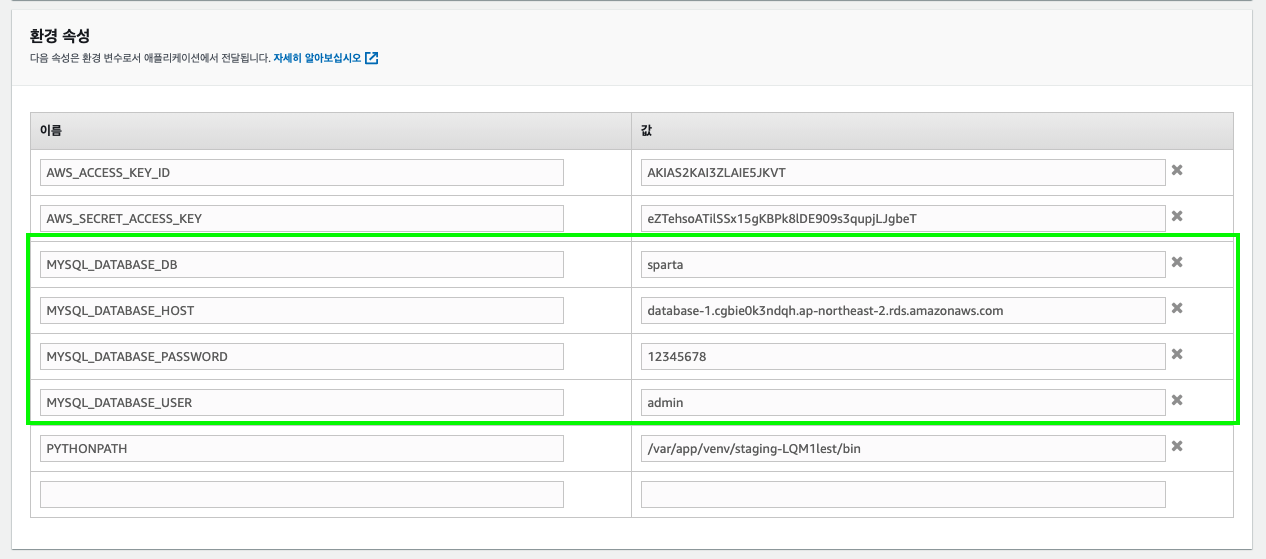 환경 속성
다음 속성은 환경 변수로서 애플리케이션에서 전달됩니다. 자세히 알아보십시오
이름 값
AWS_ACCESS_KEY_ID AKIAS2KAI3ZLAIE5JKVT
AWS_SECRET_ACCESS_KEY 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
MYSQL_DATABASE_DB sparta
MYSQL_DATABASE_HOST database-1.cgbie0k3ndqh.ap-northeast-2.rds.amazonaws.com
MYSQL_DATABASE_PASSWORD 12345678
MYSQL_DATABASE_USER admin
PYTHONPATH /var/app/venv/staging-LQM1lest/bin